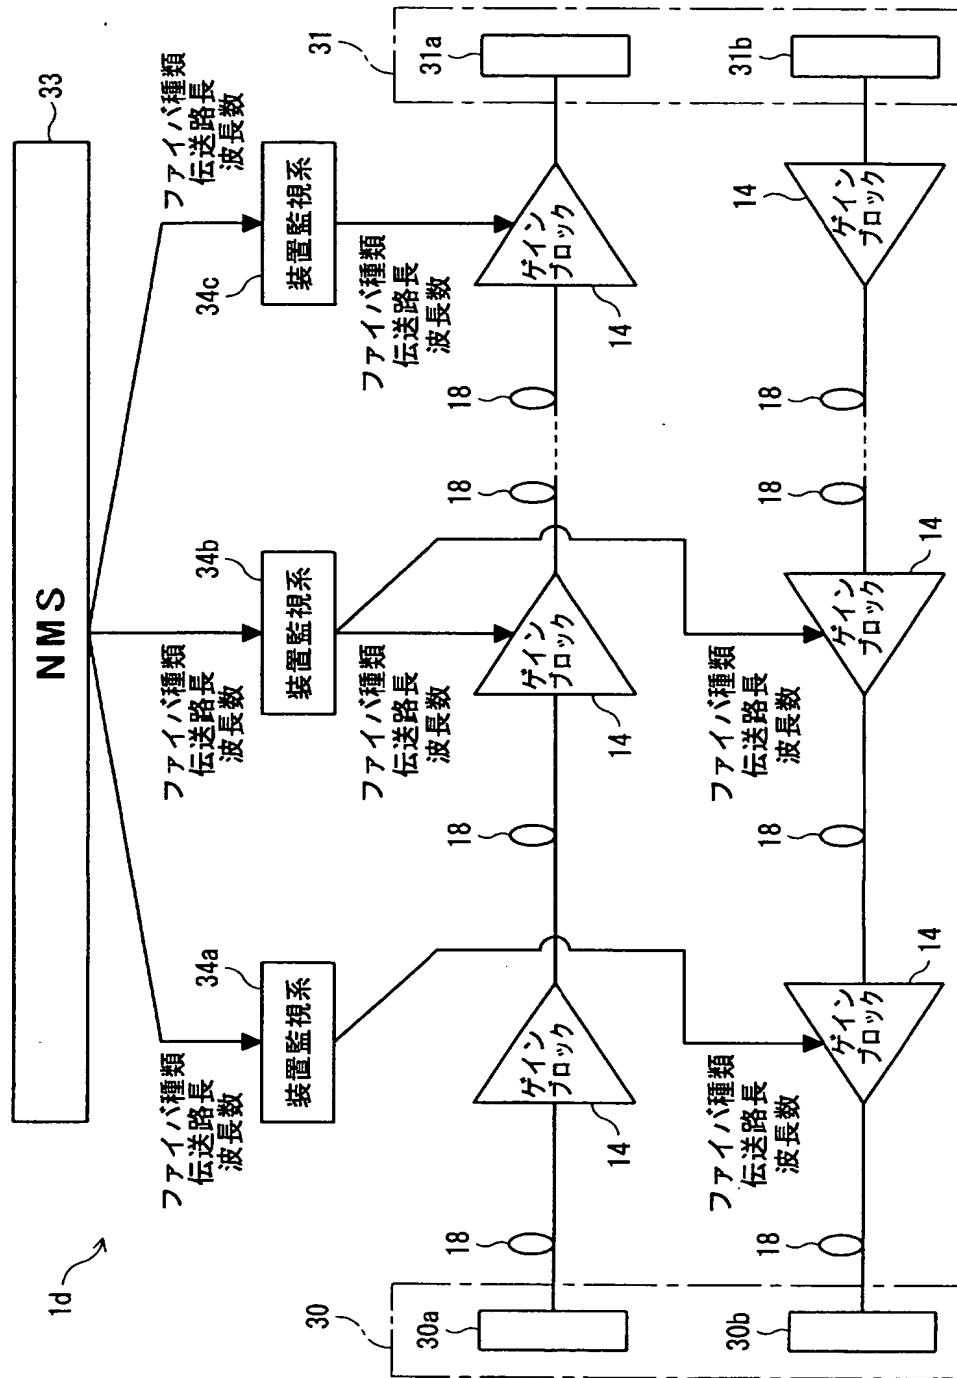 1d
NMS
33
ファイバ種類
伝送路長
波長数
ファイバ種類
伝送路長
波長数
ファイバ種類
伝送路長
波長数
装置監視系
34a
装置監視系
34b
装置監視系
34c
ファイバ種類
伝送路長
波長数
ファイバ種類
伝送路長
波長数
30
30a
18
ゲイン
ブロック
14
18
ゲイン
ブロック
14
18
18
ゲイン
ブロック
14
31
31a
ファイバ種類
伝送路長
波長数
ファイバ種類
伝送路長
波長数
30b
18
ゲイン
ブロック
14
18
ゲイン
ブロック
14
18
18
ゲイン
ブロック
14
31b